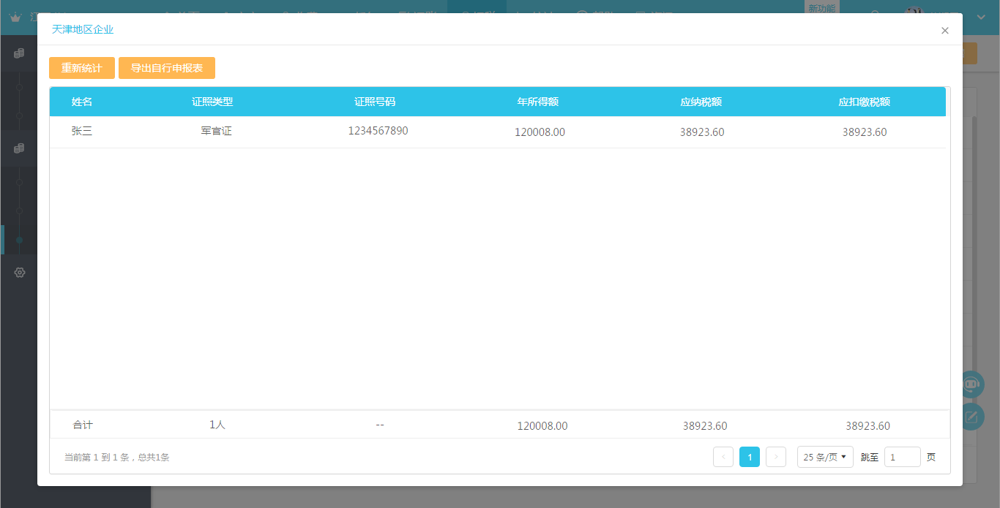 新功能
天津地区企业
×
重新统计 导出自行申报表
姓名 证照类型 证照号码 年所得额 应纳税额 应扣缴税额
张三 军官证 1234567890 120008.00 38923.60 38923.60
合计 1人 -- 120008.00 38923.60 38923.60
当前第 1 到 1 条，总共1条 < 1 > 25 条/页 跳至 1 页